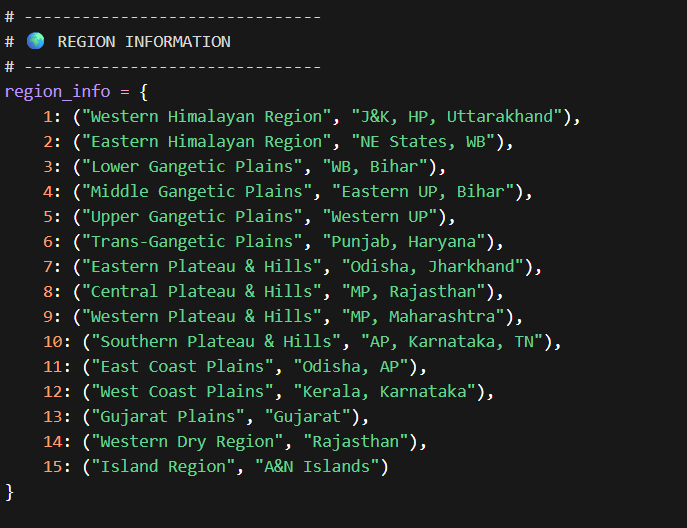 # -------------------------------
# 🌍 REGION INFORMATION
# -------------------------------
region_info = {
    1: ("Western Himalayan Region", "J&K, HP, Uttarakhand"),
    2: ("Eastern Himalayan Region", "NE States, WB"),
    3: ("Lower Gangetic Plains", "WB, Bihar"),
    4: ("Middle Gangetic Plains", "Eastern UP, Bihar"),
    5: ("Upper Gangetic Plains", "Western UP"),
    6: ("Trans-Gangetic Plains", "Punjab, Haryana"),
    7: ("Eastern Plateau & Hills", "Odisha, Jharkhand"),
    8: ("Central Plateau & Hills", "MP, Rajasthan"),
    9: ("Western Plateau & Hills", "MP, Maharashtra"),
    10: ("Southern Plateau & Hills", "AP, Karnataka, TN"),
    11: ("East Coast Plains", "Odisha, AP"),
    12: ("West Coast Plains", "Kerala, Karnataka"),
    13: ("Gujarat Plains", "Gujarat"),
    14: ("Western Dry Region", "Rajasthan"),
    15: ("Island Region", "A&N Islands")
}